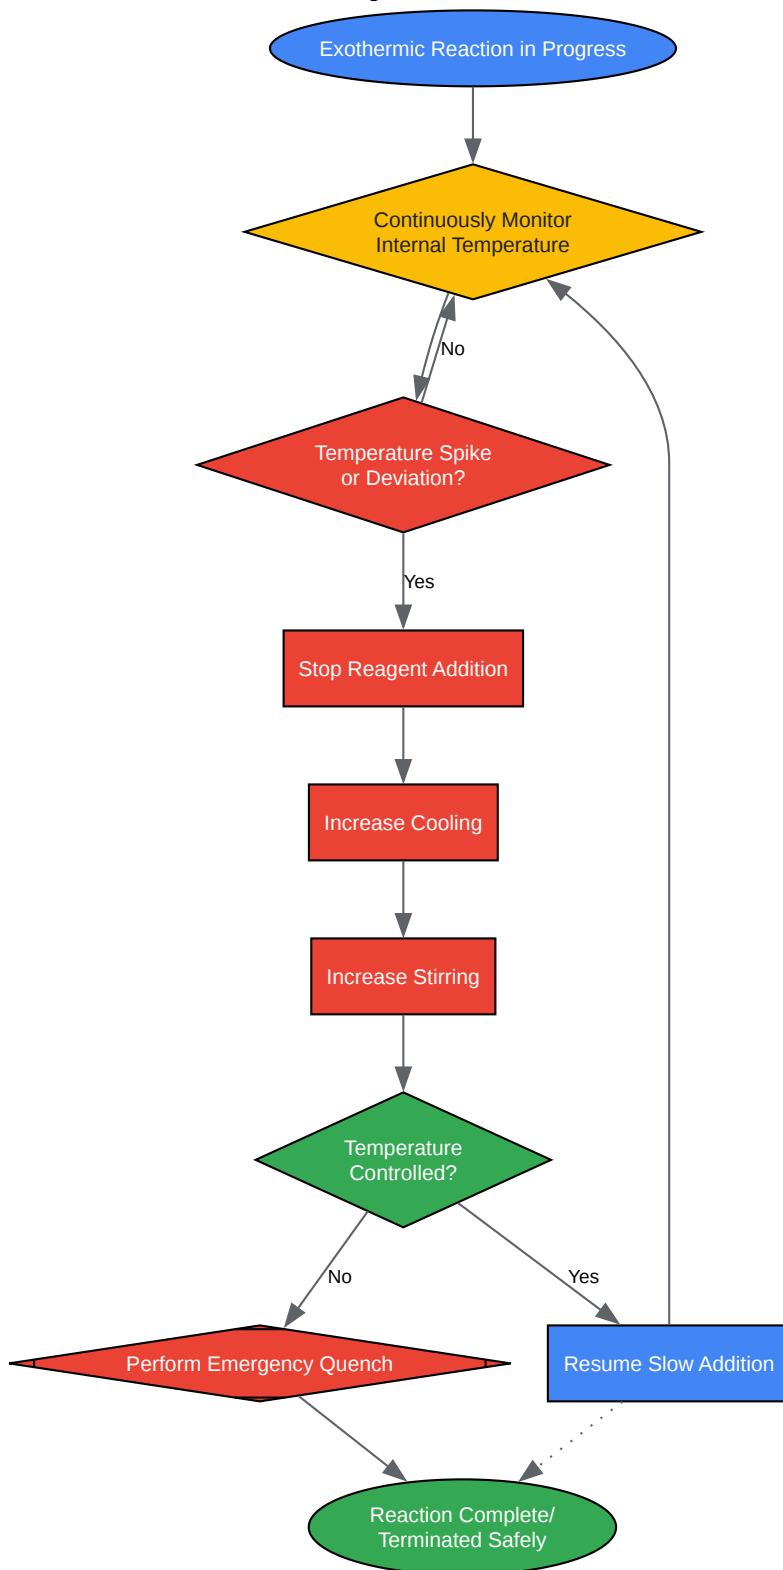 Exothermic Reaction in Progress
Continuously Monitor
Internal Temperature
No
Temperature Spike
or Deviation?
Yes
Stop Reagent Addition
Increase Cooling
Increase Stirring
Temperature
Controlled?
No
Yes
Perform Emergency Quench
Resume Slow Addition
Reaction Complete/
Terminated Safely